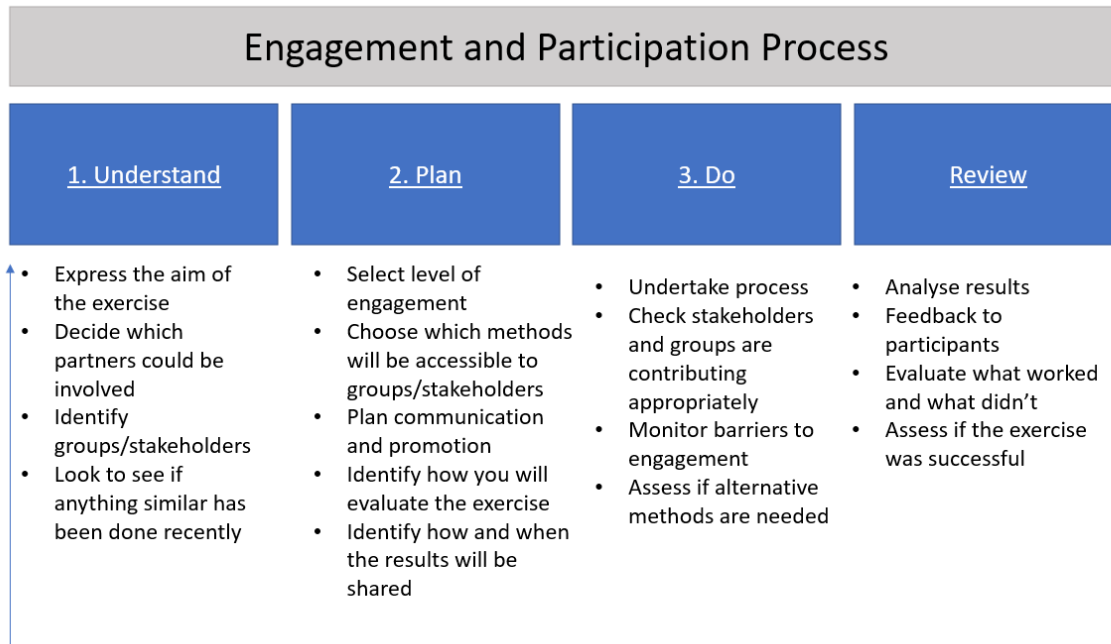 Engagement and Participation Process
1. Understand
2. Plan
3. Do
Review
• Express the aim of
the exercise
• Decide which
partners could be
involved
• Identify
groups/stakeholders
• Look to see if
anything similar has
been done recently
• Select level of
engagement
• Choose which methods
will be accessible to
groups/stakeholders
• Plan communication
and promotion
• Identify how you will
evaluate the exercise
• Identify how and when
the results will be
shared
• Undertake process
• Check stakeholders
and groups are
contributing
appropriately
• Monitor barriers to
engagement
• Assess if alternative
methods are needed
• Analyse results
• Feedback to
participants
• Evaluate what worked
and what didn’t
• Assess if the exercise
was successful